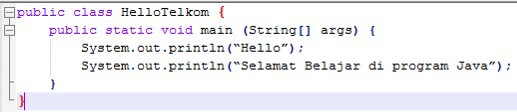 public class HelloTelkom {
public static void main (String[] args) {
System.out.println(“Hello”);
System.out.println(“Selamat Belajar di program Java”);
}
}